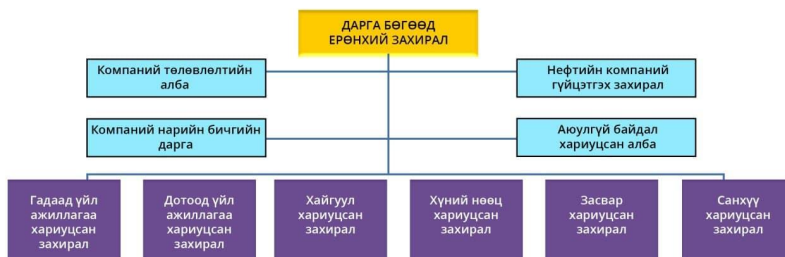 ДАРГА БӨГӨӨД
ЕРӨНХИЙ ЗАХИРАЛ
Компаний төлөвлөлтийн
алба
Нефтийн компаний
гүйцэтгэх захирал
Компаний нарийн бичгийн
дарга
Аюулгүй байдал
хариуцсан алба
Гадаад үйл
ажиллагаа
хариуцсан
захирал
Дотоод үйл
ажиллагаа
хариуцсан
захирал
Хайгуул
хариуцсан
захирал
Хүний нөөц
хариуцсан
захирал
Засвар
хариуцсан
захирал
Санхүү
хариуцсан
захирал